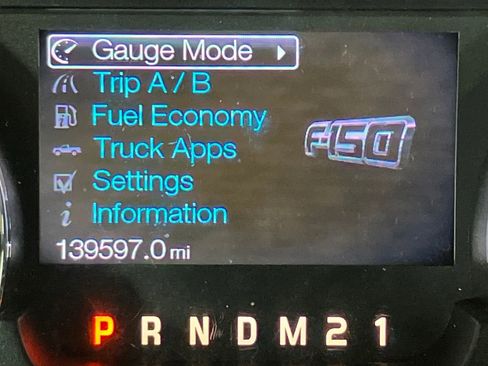 Gauge Mode
Trip A / B
Fuel Economy
Truck Apps
Settings
Information
F-150
139597.0 mi
P R N D M 2 1